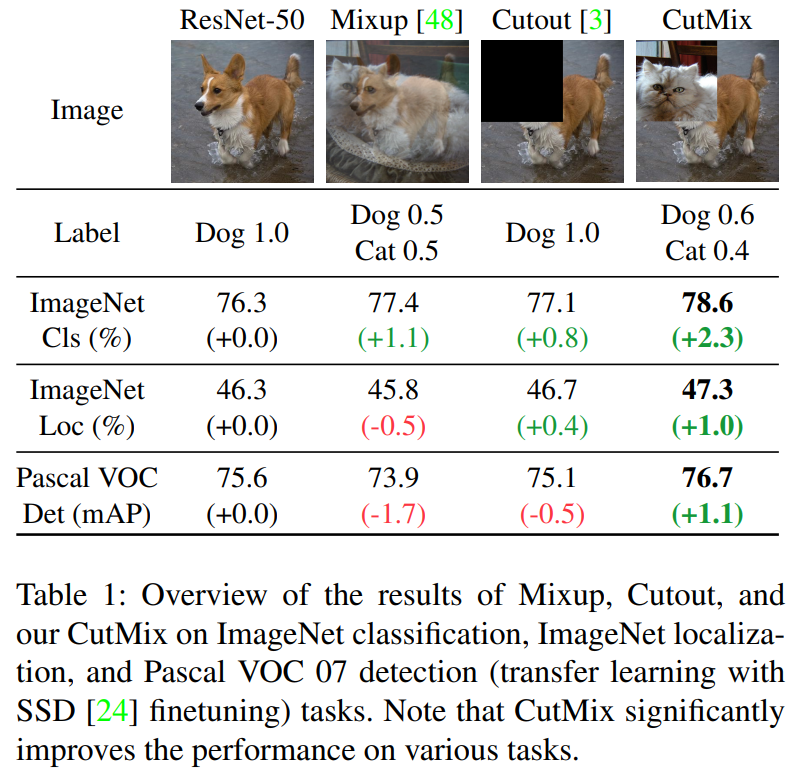 ResNet-50 Mixup [48] Cutout [3] CutMix
Image
Label Dog 1.0 Dog 0.5 Cat 0.5 Dog 1.0 Dog 0.6 Cat 0.4
ImageNet 76.3 77.4 77.1 78.6
Cls (%) (+0.0) (+1.1) (+0.8) (+2.3)
ImageNet 46.3 45.8 46.7 47.3
Loc (%) (+0.0) (-0.5) (+0.4) (+1.0)
Pascal VOC 75.6 73.9 75.1 76.7
Det (mAP) (+0.0) (-1.7) (-0.5) (+1.1)
Table 1: Overview of the results of Mixup, Cutout, and
our CutMix on ImageNet classification, ImageNet localiza-
tion, and Pascal VOC 07 detection (transfer learning with
SSD [24] finetuning) tasks. Note that CutMix significantly
improves the performance on various tasks.